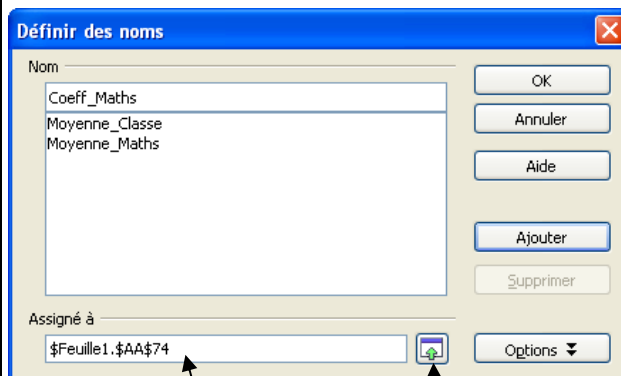 Définir des noms
Nom
Coeff_Maths
Moyenne_Classe
Moyenne_Maths
OK
Annuler
Aide
Ajouter
Supprimer
Assigné à
$Feuille1.$AA$74
Options